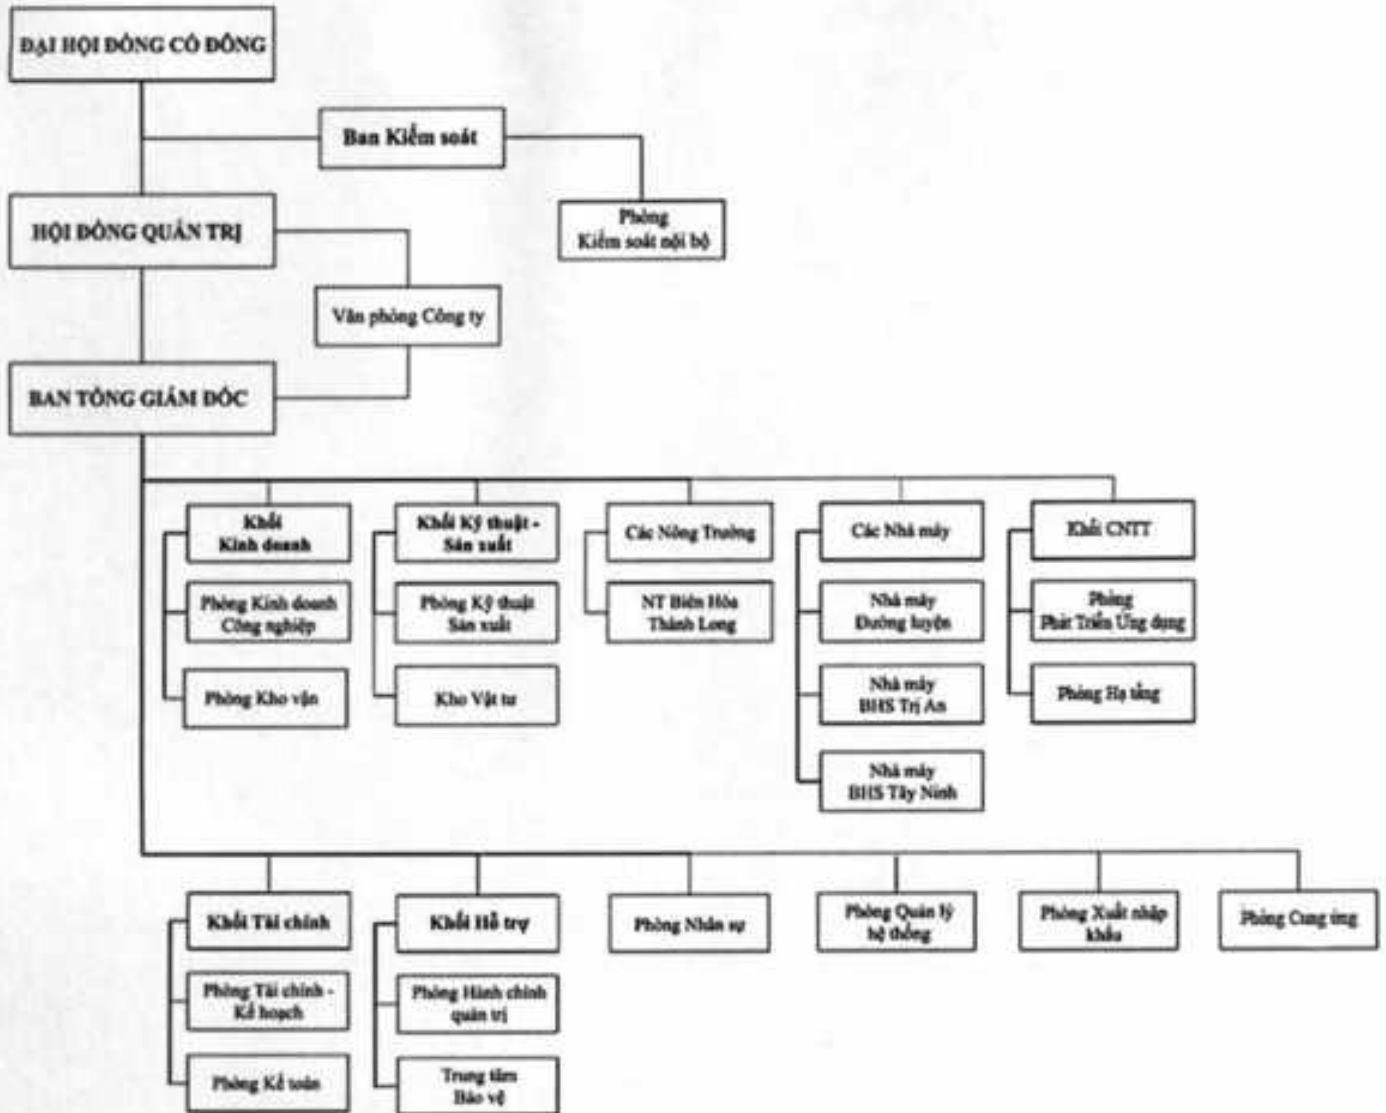 ĐẠI HỘI ĐỒNG CỔ ĐÔNG
Ban Kiểm soát
Phòng
Kiểm soát nội bộ
HỘI ĐỒNG QUẢN TRỊ
Văn phòng Công ty
BAN TỔNG GIÁM ĐỐC
Khối
Kinh doanh
Phòng Kinh doanh
Công nghiệp
Phòng Kho vận
Khối Kỹ thuật -
Sản xuất
Phòng Kỹ thuật
Sản xuất
Kho Vật tư
Các Nông Trường
NT Biên Hòa
Thành Long
Các Nhà máy
Nhà máy
Đường luyện
Nhà máy
BHS Trị An
Nhà máy
BHS Tây Ninh
Khối CNTT
Phòng
Phát Triển Ứng dụng
Phòng Hạ tầng
Khối Tài chính
Phòng Tài chính -
Kế hoạch
Phòng Kế toán
Khối Hỗ trợ
Phòng Hành chính
quản trị
Trung tâm
Bảo vệ
Phòng Nhân sự
Phòng Quản lý
hệ thống
Phòng Xuất nhập
khẩu
Phòng Cung ứng